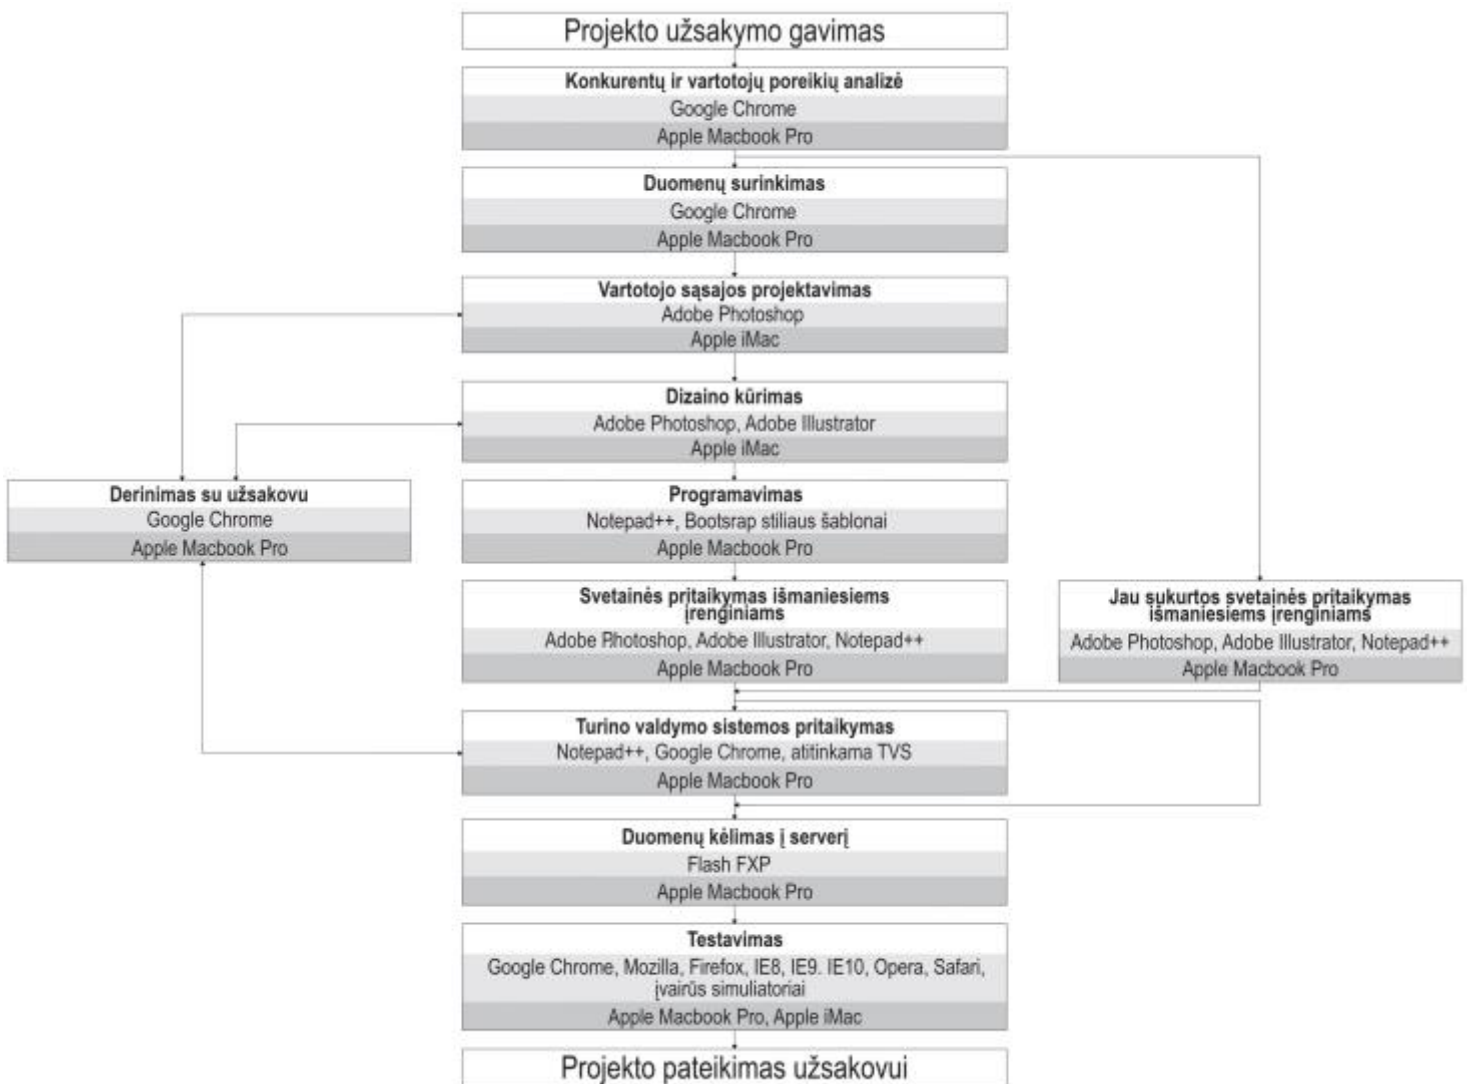 Projekto užsakymo gavimas
Konkurentų ir vartotojų poreikių analizė
Google Chrome
Apple Macbook Pro
Duomenų surinkimas
Google Chrome
Apple Macbook Pro
Vartotojo sąsajos projektavimas
Adobe Photoshop
Apple iMac
Dizaino kūrimas
Adobe Photoshop, Adobe Illustrator
Apple iMac
Derinimas su užsakovu
Google Chrome
Apple Macbook Pro
Programavimas
Notepad++, Bootsrap stiliaus šablonai
Apple Macbook Pro
Svetainės pritaikymas išmaniesiems
įrenginiams
Adobe Photoshop, Adobe Illustrator, Notepad++
Apple Macbook Pro
Jau sukurtos svetainės pritaikymas
išmaniesiems įrenginiams
Adobe Photoshop, Adobe Illustrator, Notepad++
Apple Macbook Pro
Turino valdymo sistemos pritaikymas
Notepad++, Google Chrome, atitinkama TVS
Apple Macbook Pro
Duomenų kėlimas į serverį
Flash FXP
Apple Macbook Pro
Testavimas
Google Chrome, Mozilla, Firefox, IE8, IE9. IE10, Opera, Safari,
įvairūs simuliatoriai
Apple Macbook Pro, Apple iMac
Projekto pateikimas užsakovui